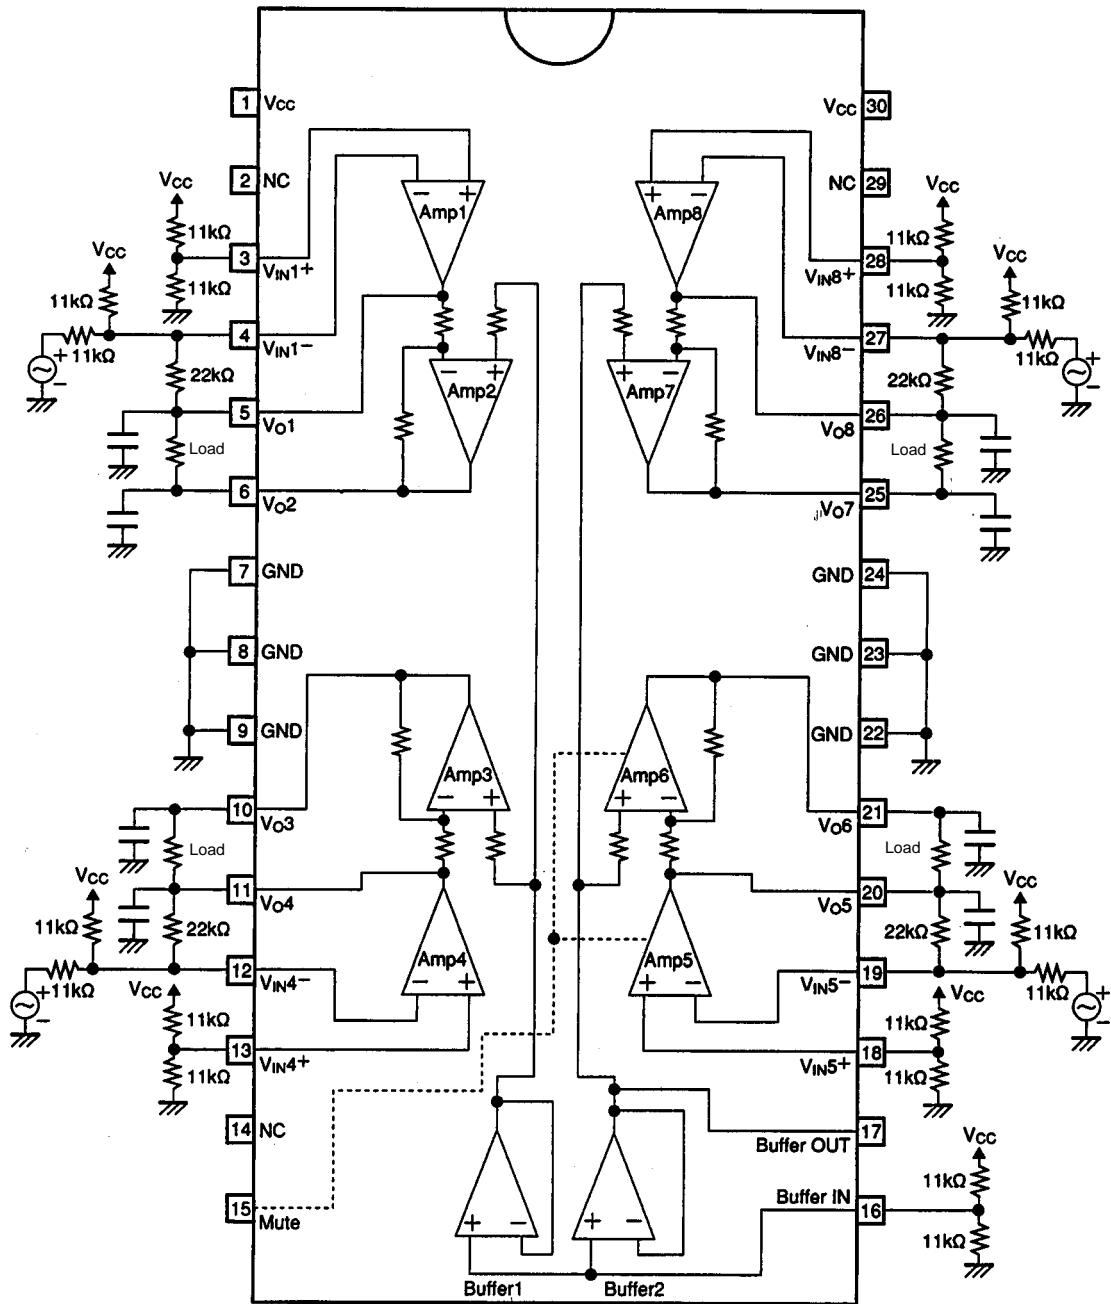 1 Vcc
Vcc 30
2 NC
NC 29
Vcc
Vcc
11kΩ
11kΩ
3 VIN1+
VIN8+ 28
11kΩ
11kΩ
Vcc
Vcc
11kΩ
11kΩ
4 VIN1-
VIN8- 27
+ 11kΩ
-
11kΩ +
-
22kΩ
22kΩ
5 VO1
VO8 26
Load
Load
6 VO2
VO7 25
- +
Amp1
+ -
Amp8
- +
Amp2
+ -
Amp7
7 GND
GND 24
8 GND
GND 23
9 GND
GND 22
Amp3
- +
Amp6
+ -
10 VO3
VO6 21
Load
Load
Vcc
Vcc
11 VO4
VO5 20
11kΩ
22kΩ
22kΩ
11kΩ
Amp4
- +
Amp5
+ -
12 VIN4-
VIN5- 19
+ 11kΩ
-
11kΩ +
-
Vcc
Vcc
11kΩ
11kΩ
13 VIN4+
VIN5+ 18
11kΩ
11kΩ
14 NC
Buffer OUT 17
Vcc
11kΩ
15 Mute
Buffer IN 16
11kΩ
+ -
+ -
Buffer1
Buffer2